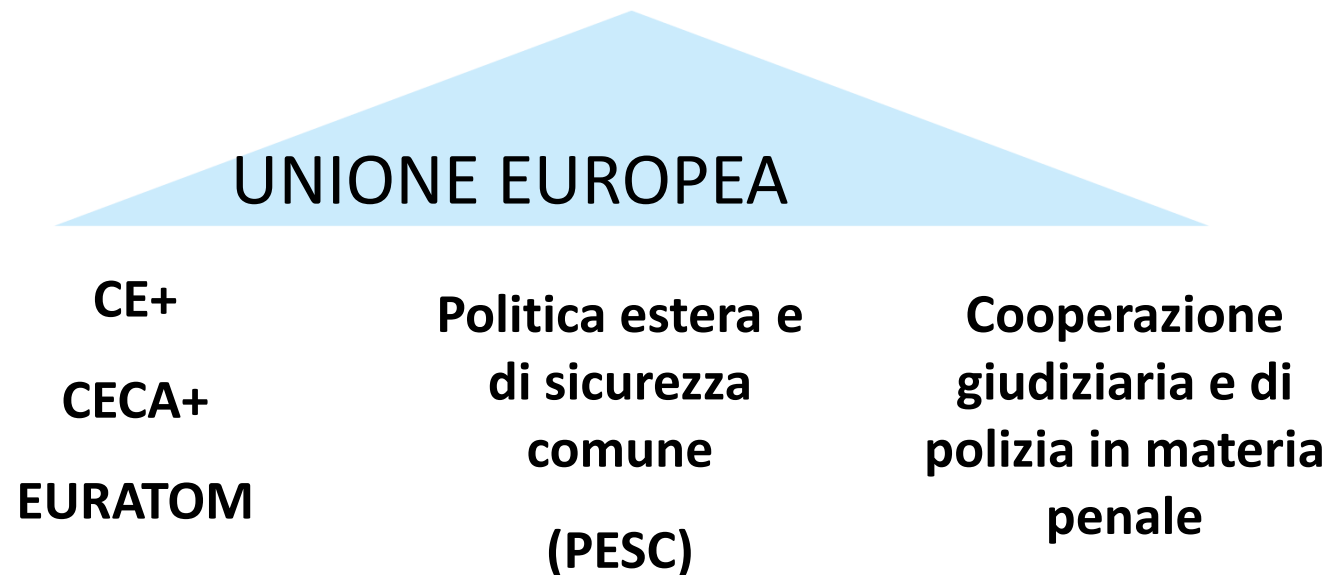 UNIONE EUROPEA
CE+
CECA+
EURATOM
Politica estera e
di sicurezza
comune
(PESC)
Cooperazione
giudiziaria e di
polizia in materia
penale